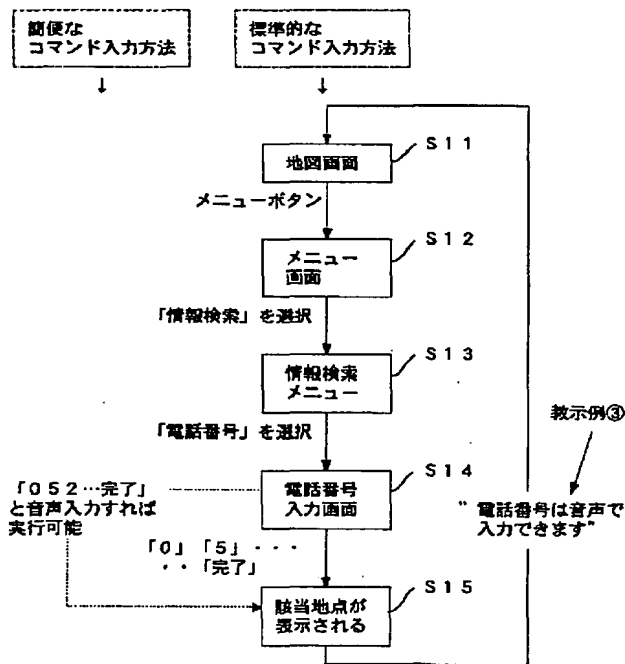 簡便な
コマンド入力方法
標準的な
コマンド入力方法
↓
↓
地図画面
S11
メニューボタン
メニュー
画面
S12
「情報検索」を選択
情報検索
メニュー
S13
「電話番号」を選択
教示例③
電話番号
入力画面
S14
「052…完了」
と音声入力すれば
実行可能
"電話番号は音声で
入力できます"
「0」「5」・・・
・・「完了」
該当地点が
表示される
S15